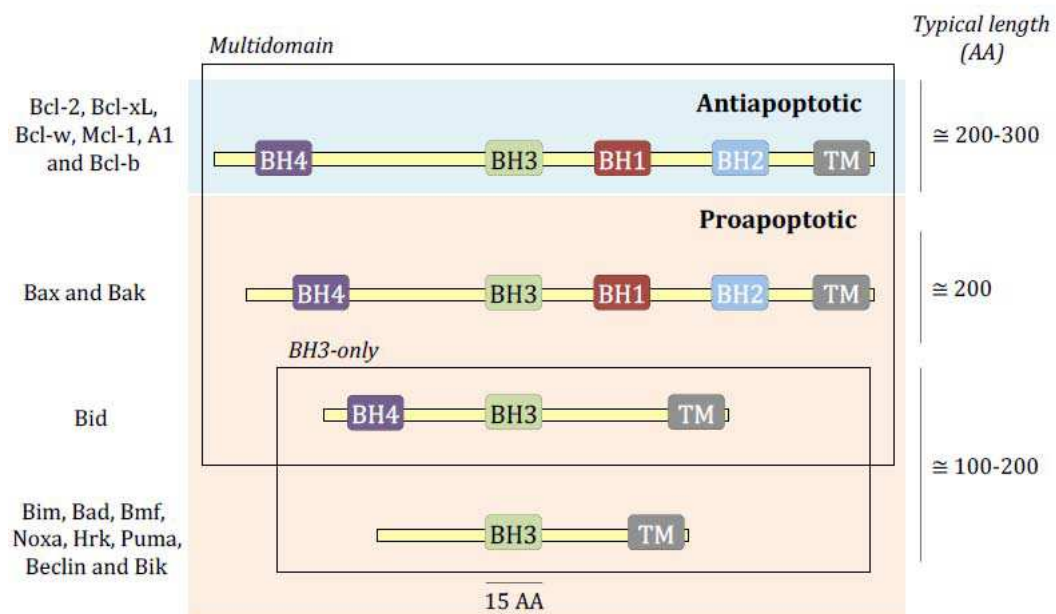 Typical length
(AA)
Multidomain
Bcl-2, Bcl-xL,
Bcl-w, Mcl-1, A1
and Bcl-b
Antiapoptotic
BH4 BH3 BH1 BH2 TM
≅ 200-300
Proapoptotic
Bax and Bak
BH4 BH3 BH1 BH2 TM
≅ 200
BH3-only
Bid
BH4 BH3 TM
≅ 100-200
Bim, Bad, Bmf,
Noxa, Hrk, Puma,
Beclin and Bik
BH3 TM
15 AA